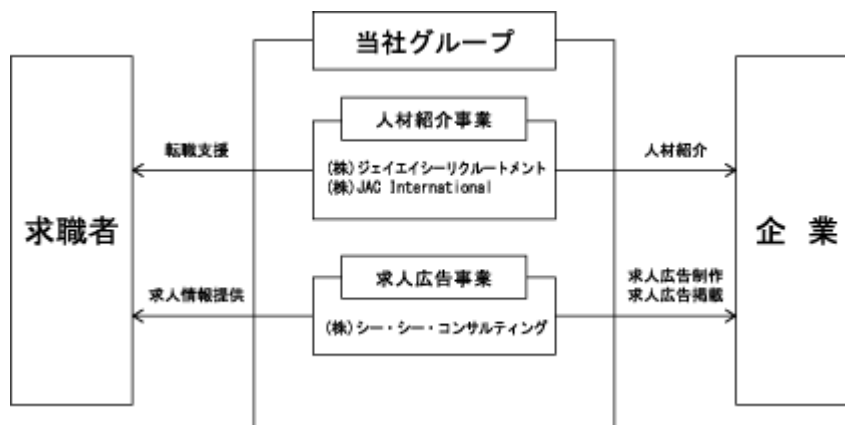 当社グループ
求職者
企 業
人材紹介事業
転職支援
人材紹介
(株)ジェイエイシーリクルートメント
(株)JAC International
求人広告事業
求人情報提供
求人広告制作
求人広告掲載
(株)シー・シー・コンサルティング